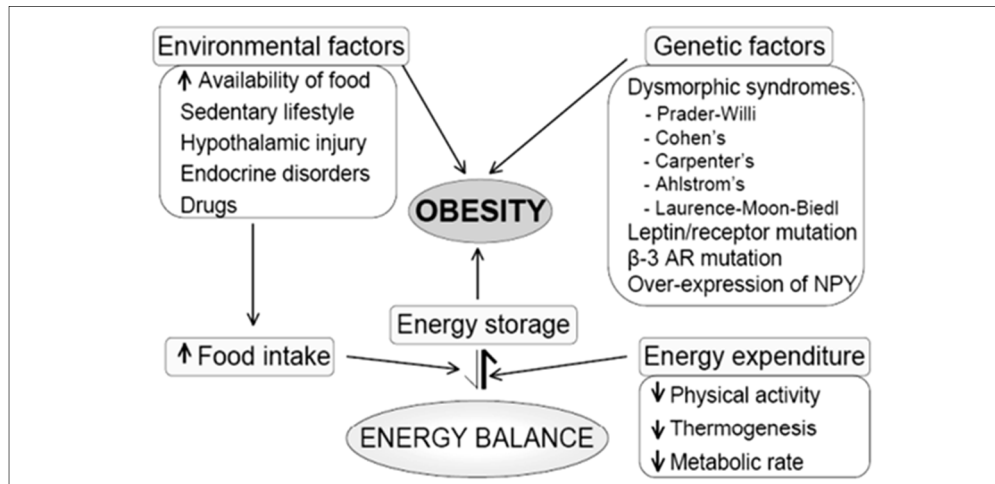 Environmental factors
↑ Availability of food
Sedentary lifestyle
Hypothalamic injury
Endocrine disorders
Drugs
Genetic factors
Dysmorphic syndromes:
- Prader-Willi
- Cohen's
- Carpenter's
- Ahlstrom's
- Laurence-Moon-Biedl
Leptin/receptor mutation
β-3 AR mutation
Over-expression of NPY
OBESITY
Energy storage
↑ Food intake
Energy expenditure
↓ Physical activity
↓ Thermogenesis
↓ Metabolic rate
ENERGY BALANCE